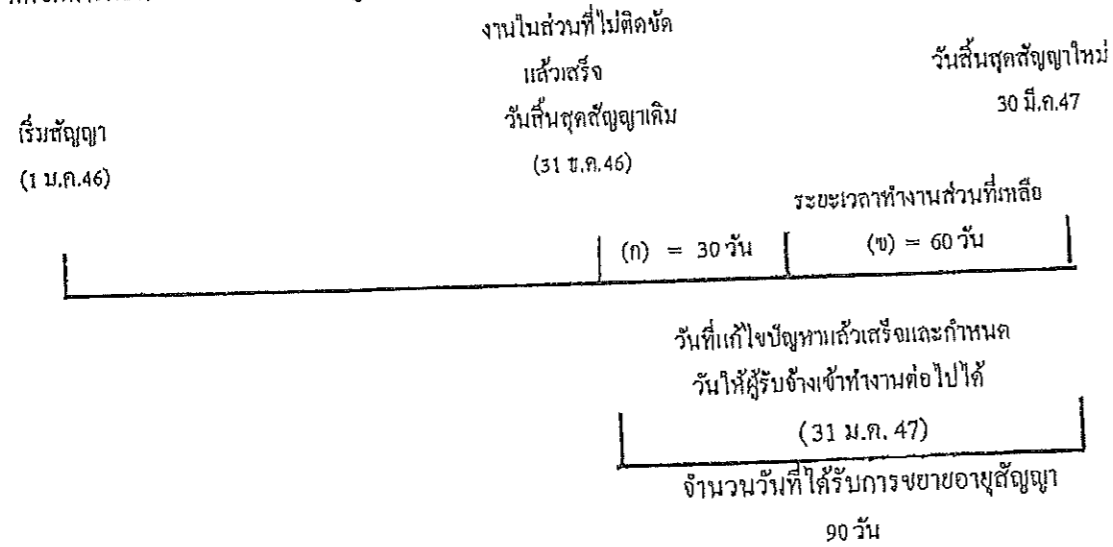 งานในส่วนที่ไม่ติดขัด
แล้วเสร็จ
วันสิ้นสุดสัญญาใหม่
เริ่มสัญญา
วันสิ้นสุดสัญญาเดิม
30 มี.ค.47
(1 ม.ค.46)
(31 ธ.ค.46)
ระยะเวลาทำงานส่วนที่เหลือ
(ก) = 30 วัน
(ข) = 60 วัน
วันที่แก้ไขปัญหาแล้วเสร็จและกำหนด
วันให้ผู้รับจ้างเข้าทำงานต่อไปได้
(31 ม.ค. 47)
จำนวนวันที่ได้รับการขยายอายุสัญญา
90 วัน